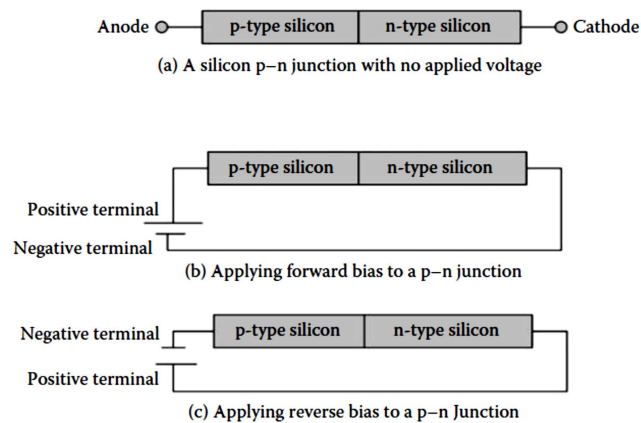 Anode p-type silicon n-type silicon Cathode
(a) A silicon p–n junction with no applied voltage
p-type silicon n-type silicon
Positive terminal
Negative terminal
(b) Applying forward bias to a p–n junction
Negative terminal p-type silicon n-type silicon
Positive terminal
(c) Applying reverse bias to a p–n Junction